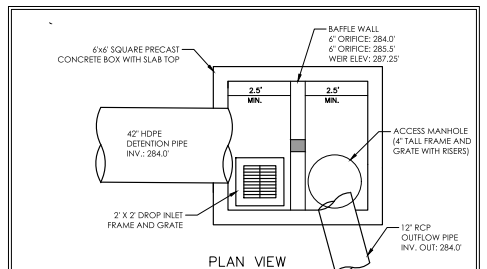 BAFFLE WALL
6" ORIFICE: 284.0'
6" ORIFICE: 285.5'
WEIR ELEV: 287.25'
6'x6' SQUARE PRECAST
CONCRETE BOX WITH SLAB TOP
2.5'
MIN.
2.5'
MIN.
42" HDPE
DETENTION PIPE
INV.: 284.0'
ACCESS MANHOLE
(4" TALL FRAME AND
GRATE WITH RISERS)
2' X 2' DROP INLET
FRAME AND GRATE
12" RCP
OUTFLOW PIPE
INV. OUT: 284.0'
PLAN VIEW